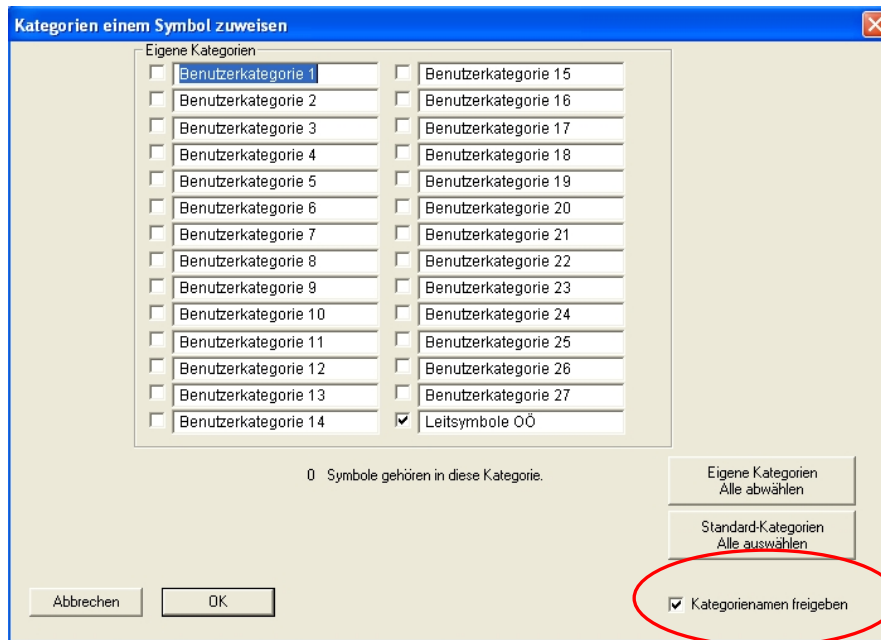 Kategorien einem Symbol zuweisen
Eigene Kategorien
Benutzerkategorie 1
Benutzerkategorie 2
Benutzerkategorie 3
Benutzerkategorie 4
Benutzerkategorie 5
Benutzerkategorie 6
Benutzerkategorie 7
Benutzerkategorie 8
Benutzerkategorie 9
Benutzerkategorie 10
Benutzerkategorie 11
Benutzerkategorie 12
Benutzerkategorie 13
Benutzerkategorie 14
Benutzerkategorie 15
Benutzerkategorie 16
Benutzerkategorie 17
Benutzerkategorie 18
Benutzerkategorie 19
Benutzerkategorie 20
Benutzerkategorie 21
Benutzerkategorie 22
Benutzerkategorie 23
Benutzerkategorie 24
Benutzerkategorie 25
Benutzerkategorie 26
Benutzerkategorie 27
Leitsymbole OÖ
0 Symbole gehören in diese Kategorie.
Eigene Kategorien
Alle abwählen
Standard-Kategorien
Alle auswählen
Abbrechen
OK
Kategorienamen freigeben